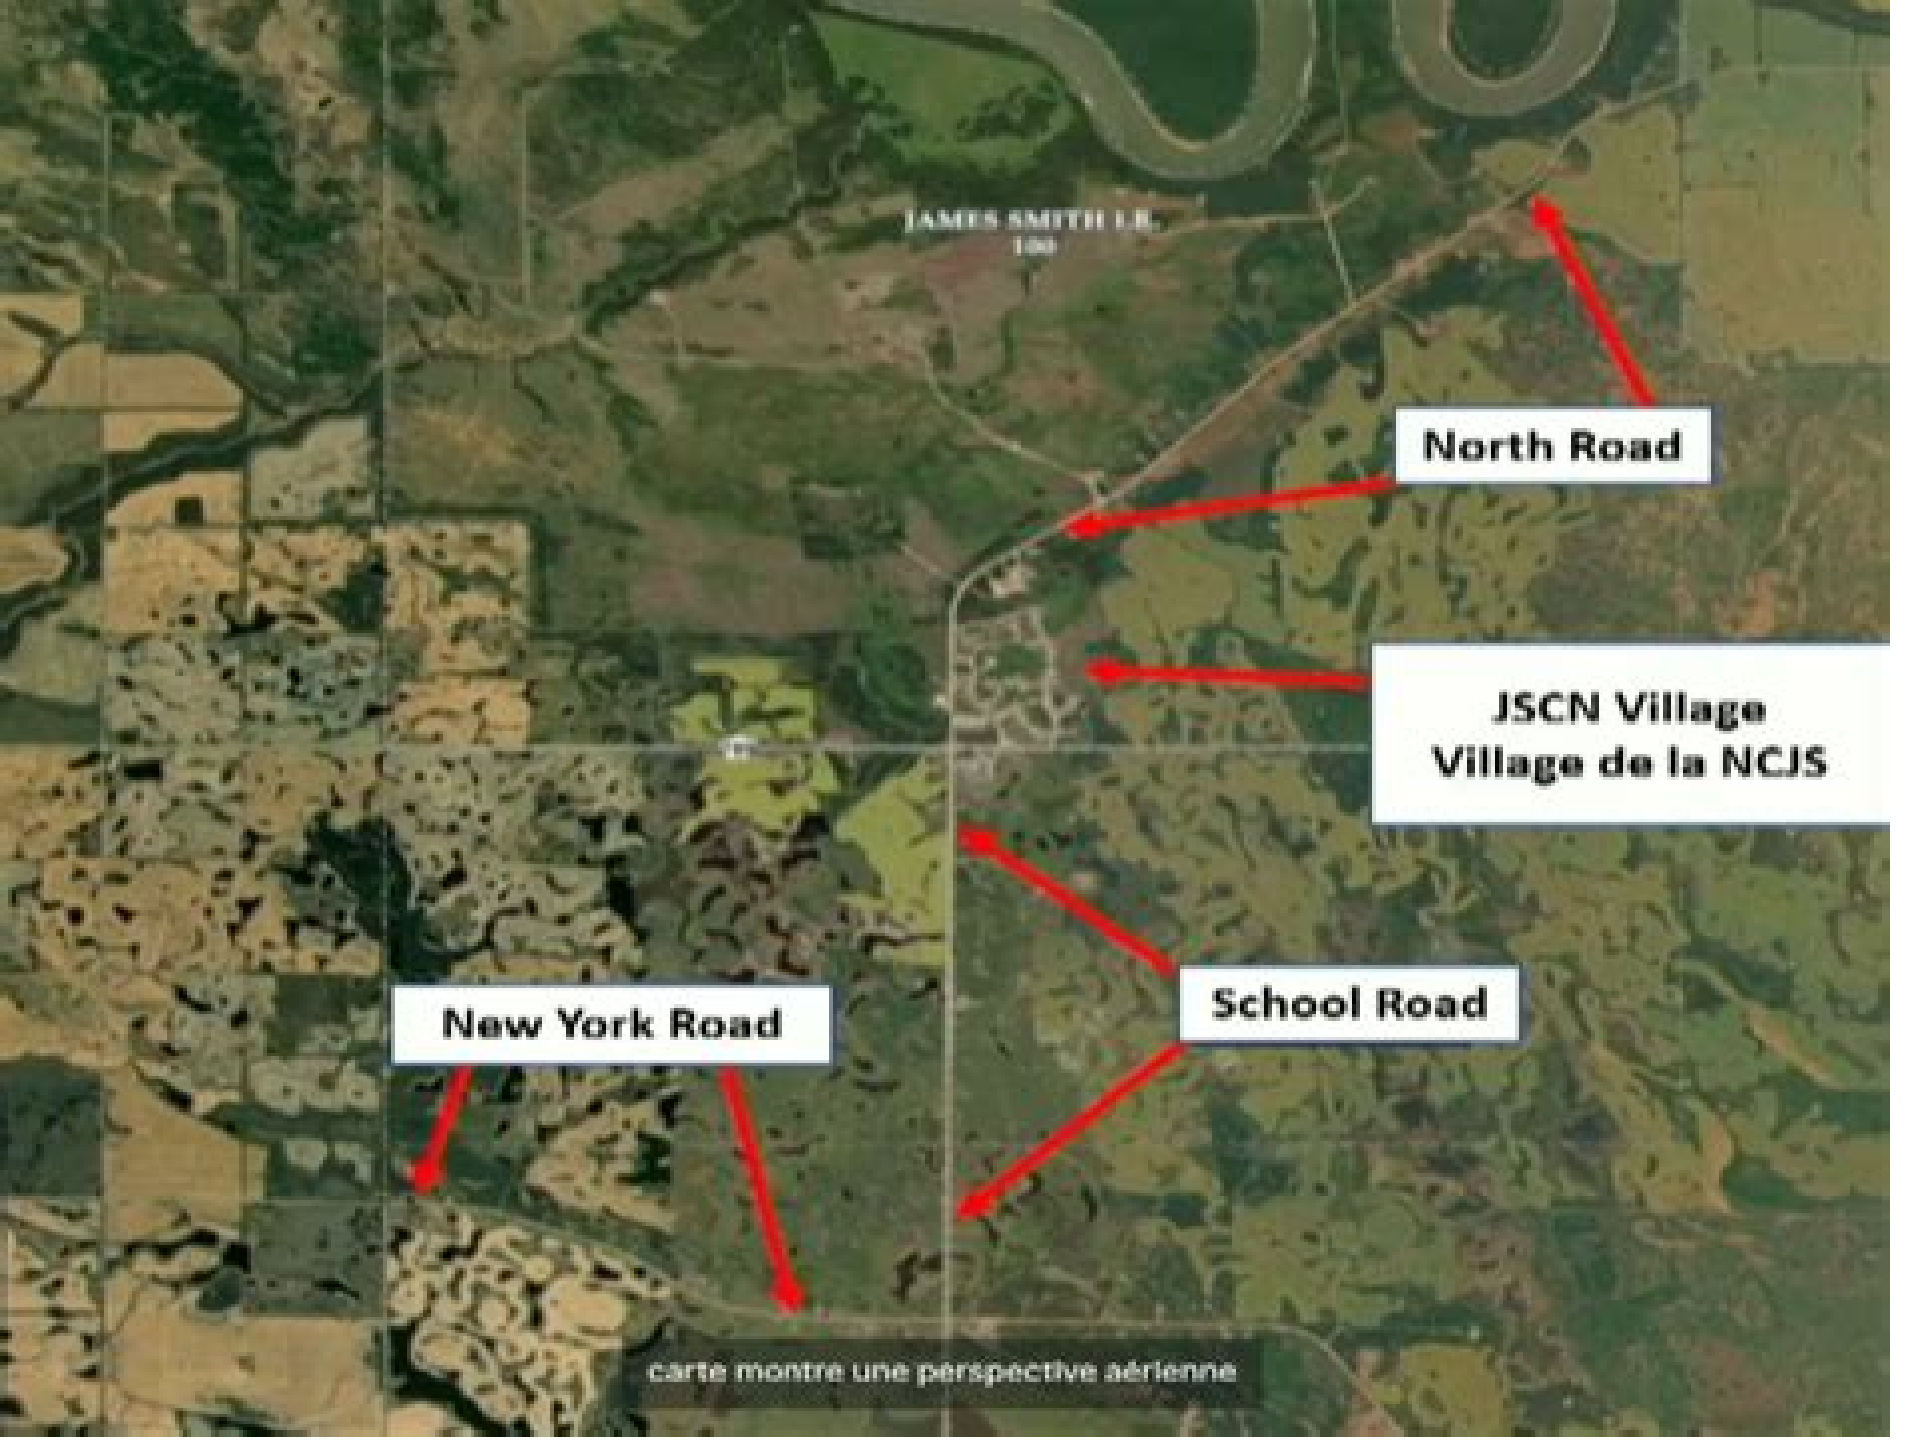 JAMES SMITH I.R.
100
North Road
JSCN Village
Village de la NCJS
School Road
New York Road
carte montre une perspective aérienne